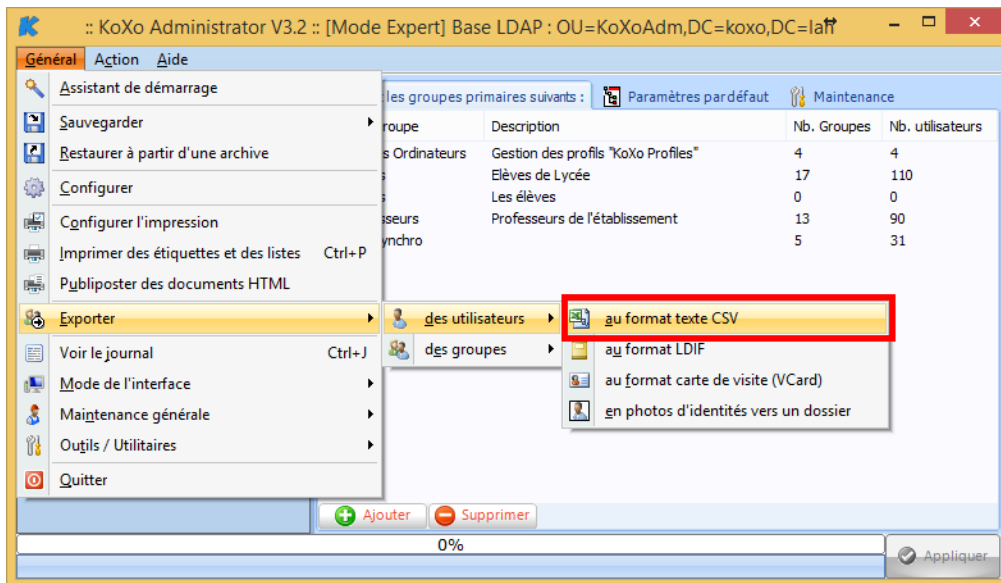 :: KoXo Administrator V3.2 :: [Mode Expert] Base LDAP : OU=KoXoAdm,DC=koxo,DC=lan
Général Action Aide
Assistant de démarrage
Sauvegarder
Restaurer à partir d'une archive
Configurer
Configurer l'impression
Imprimer des étiquettes et des listes Ctrl+P
Publiposter des documents HTML
Exporter
Voir le journal Ctrl+J
Mode de l'interface
Maintenance générale
Outils / Utilitaires
Quitter
des utilisateurs
des groupes
au format texte CSV
au format LDIF
au format carte de visite (VCard)
en photos d'identités vers un dossier
les groupes primaires suivants : Paramètres par défaut Maintenance
roupe Description Nb. Groupes Nb. utilisateurs
s Ordinateurs Gestion des profils "KoXo Profiles" 4 4
s Elèves de Lycée 17 110
s Les élèves 0 0
sseurs Professeurs de l'établissement 13 90
ynchro 5 31
Ajouter Supprimer
0%
Appliquer